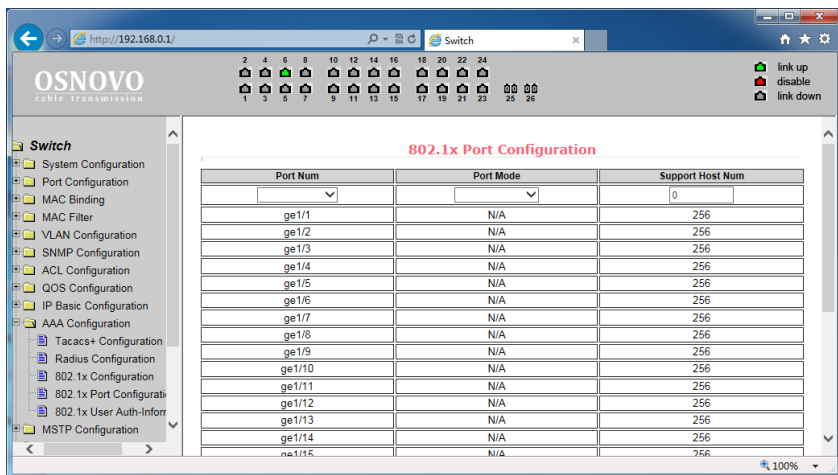 http://192.168.0.1/
Switch
OSNOVO
cable transmission
2 4 6 8 10 12 14 16 18 20 22 24
1 3 5 7 9 11 13 15 17 19 21 23 25 26
link up
disable
link down
Switch
System Configuration
Port Configuration
MAC Binding
MAC Filter
VLAN Configuration
SNMP Configuration
ACL Configuration
QOS Configuration
IP Basic Configuration
AAA Configuration
Tacacs+ Configuration
Radius Configuration
802.1x Configuration
802.1x Port Configurati
802.1x User Auth-Inforr
MSTP Configuration
802.1x Port Configuration
Port Num Port Mode Support Host Num
0
ge1/1 N/A 256
ge1/2 N/A 256
ge1/3 N/A 256
ge1/4 N/A 256
ge1/5 N/A 256
ge1/6 N/A 256
ge1/7 N/A 256
ge1/8 N/A 256
ge1/9 N/A 256
ge1/10 N/A 256
ge1/11 N/A 256
ge1/12 N/A 256
ge1/13 N/A 256
ge1/14 N/A 256
ge1/15 N/A 256
100%